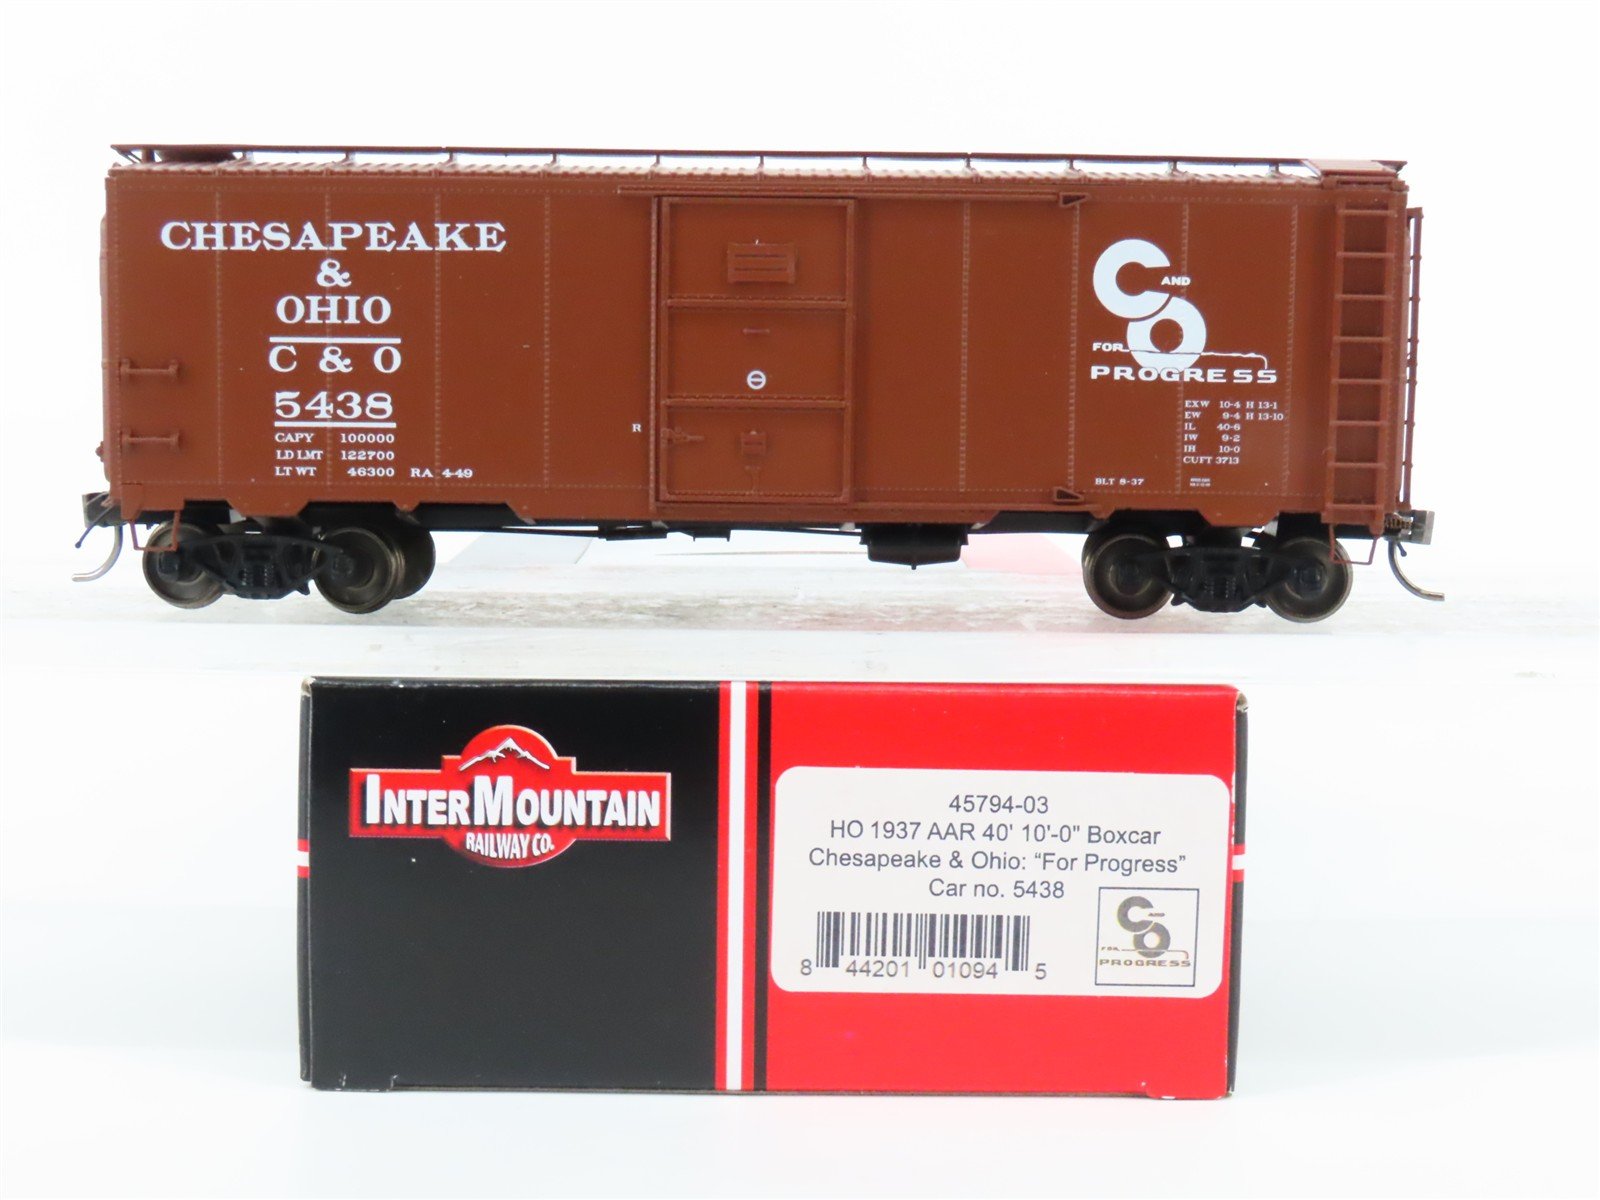 CHESAPEAKE
&
OHIO
C & O
5438
CAPY 100000
LD LMT 122700
LT WT 46300 RA 4-49
R
C AND
O
FOR
PROGRESS
EXW 10-4 H 13-1
EW 9-4 H 13-10
IL 40-6
IW 9-2
IH 10-0
CUFT 3713
BLT 8-37
INTERMOUNTAIN
RAILWAY CO.
45794-03
HO 1937 AAR 40' 10'-0" Boxcar
Chesapeake & Ohio: “For Progress”
Car no. 5438
8 44201 01094 5
C AND
O
FOR
PROGRESS